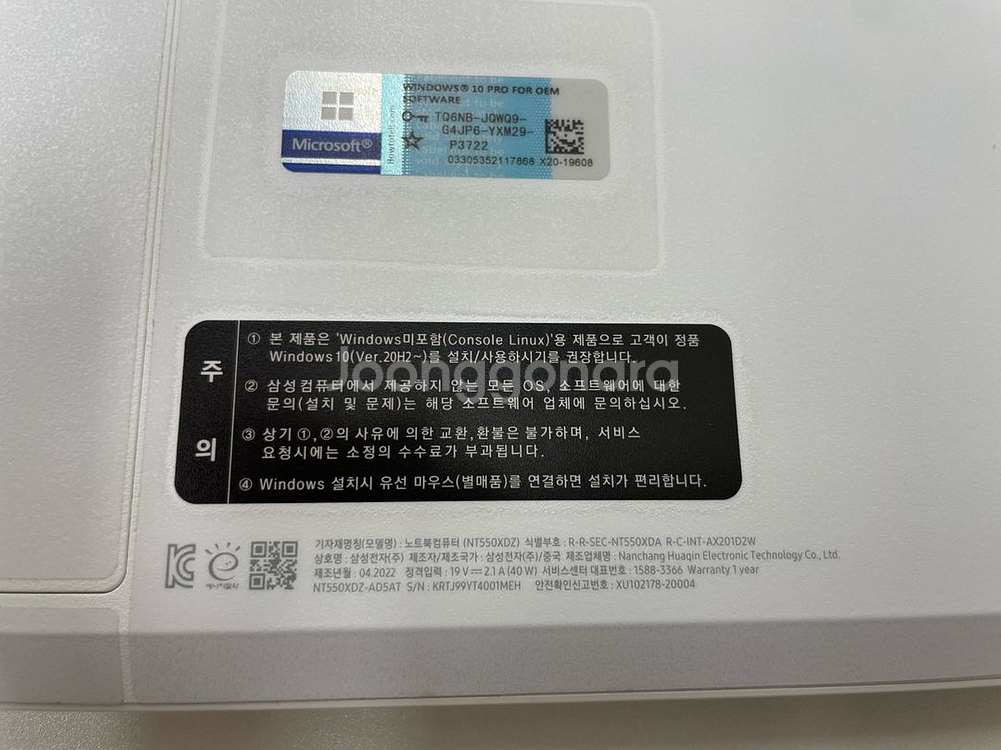 WINDOWS® 10 PRO FOR OEM
SOFTWARE
TQ6NB-JQWQ9-
G4JP6-YXM29-
P3722
03305352117868 X20-19608
Microsoft®
howtotell.com
주의
① 본 제품은 'Windows미포함(Console Linux)'용 제품으로 고객이 정품
Windows10(Ver.20H2~)를 설치/사용하시기를 권장합니다.
② 삼성컴퓨터에서 제공하지 않는 모든 OS, 소프트웨어에 대한
문의(설치 및 문제)는 해당 소프트웨어 업체에 문의하십시오.
③ 상기 ①,②의 사유에 의한 교환,환불은 불가하며, 서비스
요청시에는 소정의 수수료가 부과됩니다.
④ Windows 설치시 유선 마우스(별매품)를 연결하면 설치가 편리합니다.
Joonggonara
기자재명칭(모델명) : 노트북컴퓨터 (NT550XDZ) 식별부호 : R-R-SEC-NT550XDA R-C-INT-AX201D2W
상호명 : 삼성전자(주) 제조자/제조국가 : 삼성전자(주)/중국 제조업체명 : Nanchang Huaqin Electronic Technology Co., Ltd.
제조년월 : 04.2022 정격입력 : 19 V⎓2.1 A (40 W) 서비스센터 대표번호 : 1588-3366 Warranty 1 year
NT550XDZ-AD5AT S/N : KRTJ99YT4001MEH 안전확인신고번호 : XU102178-20004
에너지절약